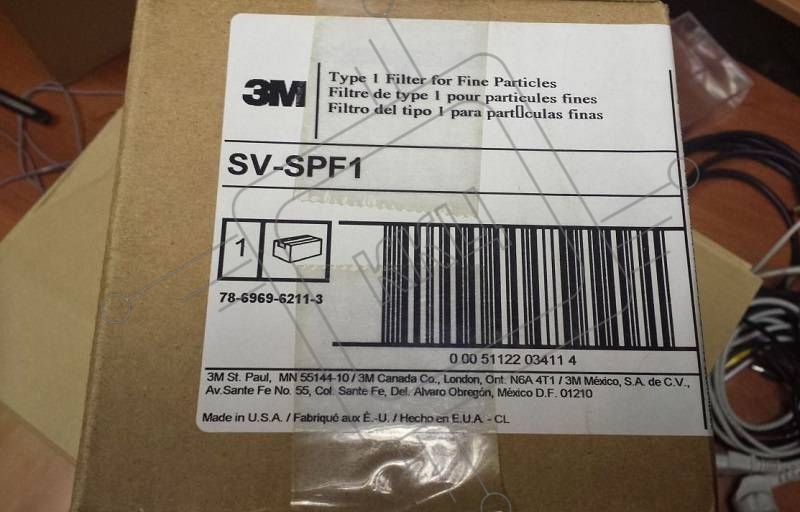 3M
Type 1 Filter for Fine Particles
Filtre de type 1 pour particules fines
Filtro del tipo 1 para part▯culas finas
SV-SPF1
1
78-6969-6211-3
0 00 51122 03411 4
3M St. Paul, MN 55144-10 / 3M Canada Co., London, Ont. N6A 4T1 / 3M México, S.A. de C.V.,
Av.Sante Fe No. 55, Col. Sante Fe, Del. Alvaro Obregón, México D.F. 01210
Made in U.S.A. / Fabriqué aux É.-U. / Hecho en E.U.A. - CL